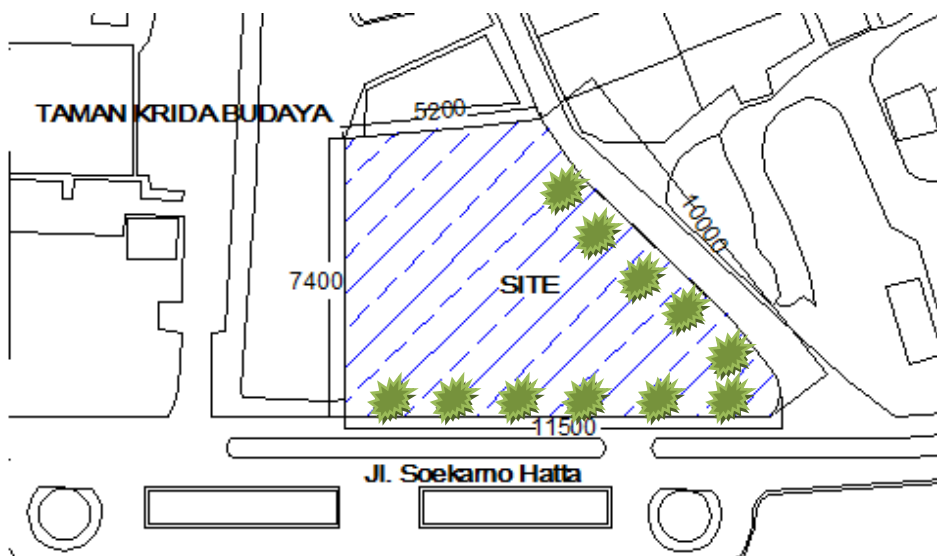 TAMAN KRIDA BUDAYA
5200
10000
7400
SITE
11500
Jl. Soekarno Hatta